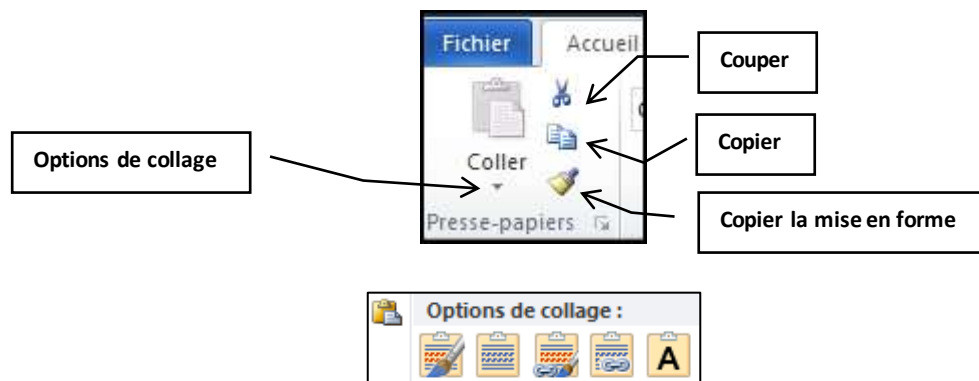 Fichier
Accueil
Couper
Copier
Options de collage
Coller
Copier la mise en forme
Presse-papiers
Options de collage :
A